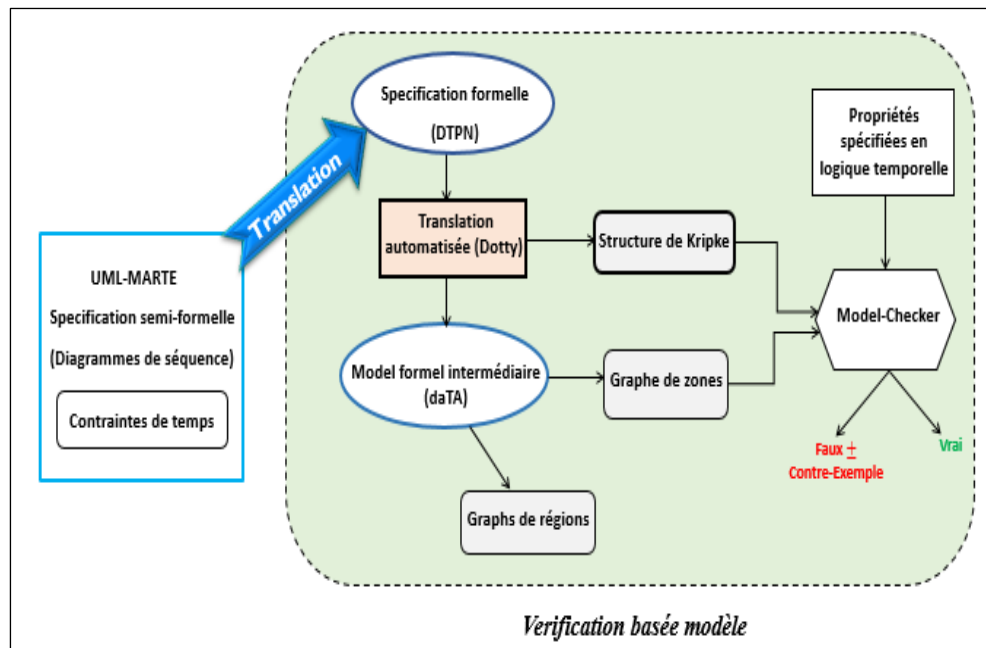 UML-MARTE
Specification semi-formelle
(Diagrammes de séquence)
Contraintes de temps
Translation
Specification formelle
(DTPN)
Translation
automatisée (Dotty)
Structure de Kripke
Propriétés
spécifiées en
logique temporelle
Model-Checker
Model formel intermédiaire
(daTA)
Graphe de zones
Graphs de régions
Faux ±
Contre-Exemple
Vrai
Verification basée modèle